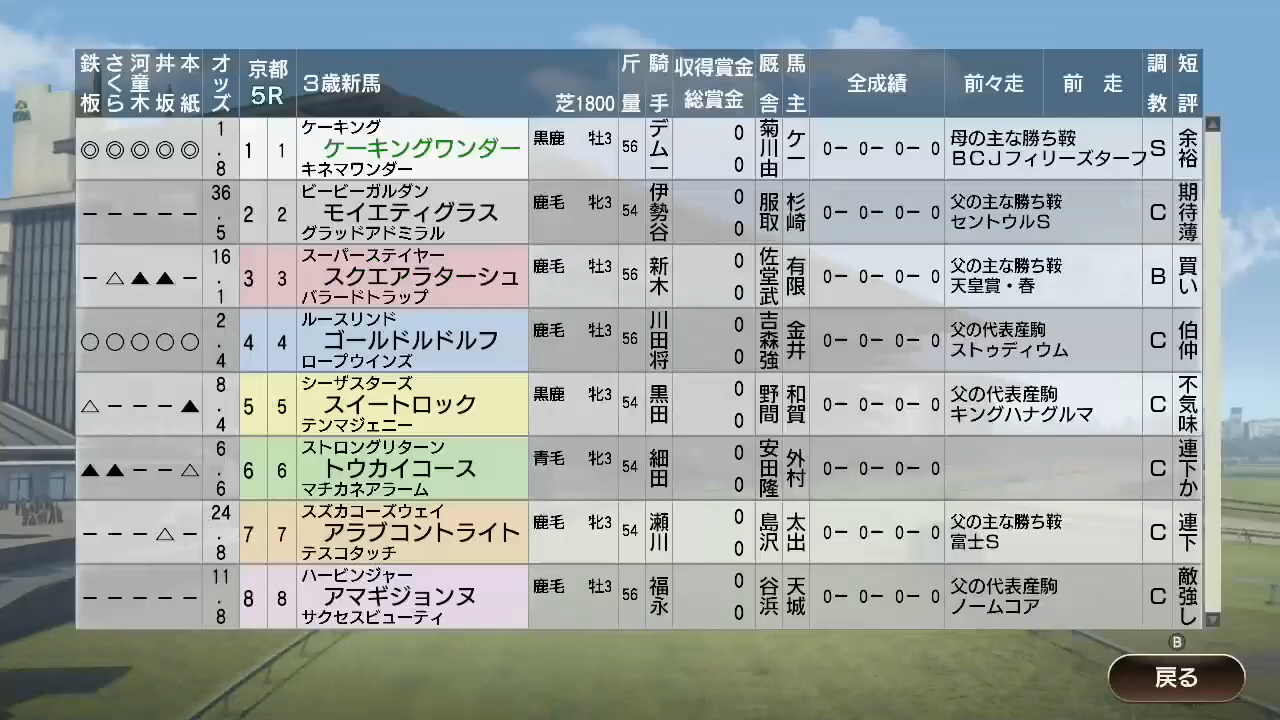 鉄板 さくら 河童木 井坂 本紙 オッズ 京都 5R 3歳新馬 芝1800 斤量 騎手 収得賞金 総賞金 厩舎 馬主 全成績 前々走 前 走 調教 短評
◎◎◎◎◎ 1.8 1 1 ケーキング
ケーキングワンダー
キネマワンダー
黒鹿 牡3 56 デムー 0 0 菊川由 ケー 0- 0- 0- 0 母の主な勝ち鞍
BCJフィリーズターフ S 余裕
- - - - - 36.5 2 2 ビービーガルダン
モイエティグラス
グラッドアドミラル
鹿毛 牝3 54 伊勢谷 0 0 服取 杉崎 0- 0- 0- 0 父の主な勝ち鞍
セントウルS C 期待薄
- △▲▲ - 16.1 3 3 スーパーステイヤー
スクエアラターシュ
バラードトラップ
鹿毛 牡3 56 新木 0 0 佐堂武 有限 0- 0- 0- 0 父の主な勝ち鞍
天皇賞・春 B 買い
○○○○○ 2.4 4 4 ルースリンド
ゴールドルドルフ
ロープウインズ
鹿毛 牡3 56 川田将 0 0 吉森強 金井 0- 0- 0- 0 父の代表産駒
ストゥディウム C 伯仲
△ - - - ▲ 8.4 5 5 シーザスターズ
スイートロック
テンマジェニー
黒鹿 牝3 54 黒田 0 0 野間 和賀 0- 0- 0- 0 父の代表産駒
キングハナグルマ C 不気味
▲▲ - - △ 6.6 6 6 ストロングリターン
トウカイコース
マチカネアラーム
青毛 牝3 54 細田 0 0 安田隆 外村 0- 0- 0- 0 C 連下か
- - - △ - 24.8 7 7 スズカコーズウェイ
アラブコントライト
テスコタッチ
鹿毛 牝3 54 瀬川 0 0 島沢 太出 0- 0- 0- 0 父の主な勝ち鞍
富士S C 連下
- - - - - 11.8 8 8 ハービンジャー
アマギジョンヌ
サクセスビューティ
鹿毛 牡3 56 福永 0 0 谷浜 天城 0- 0- 0- 0 父の代表産駒
ノームコア C 敵強し
B
戻る